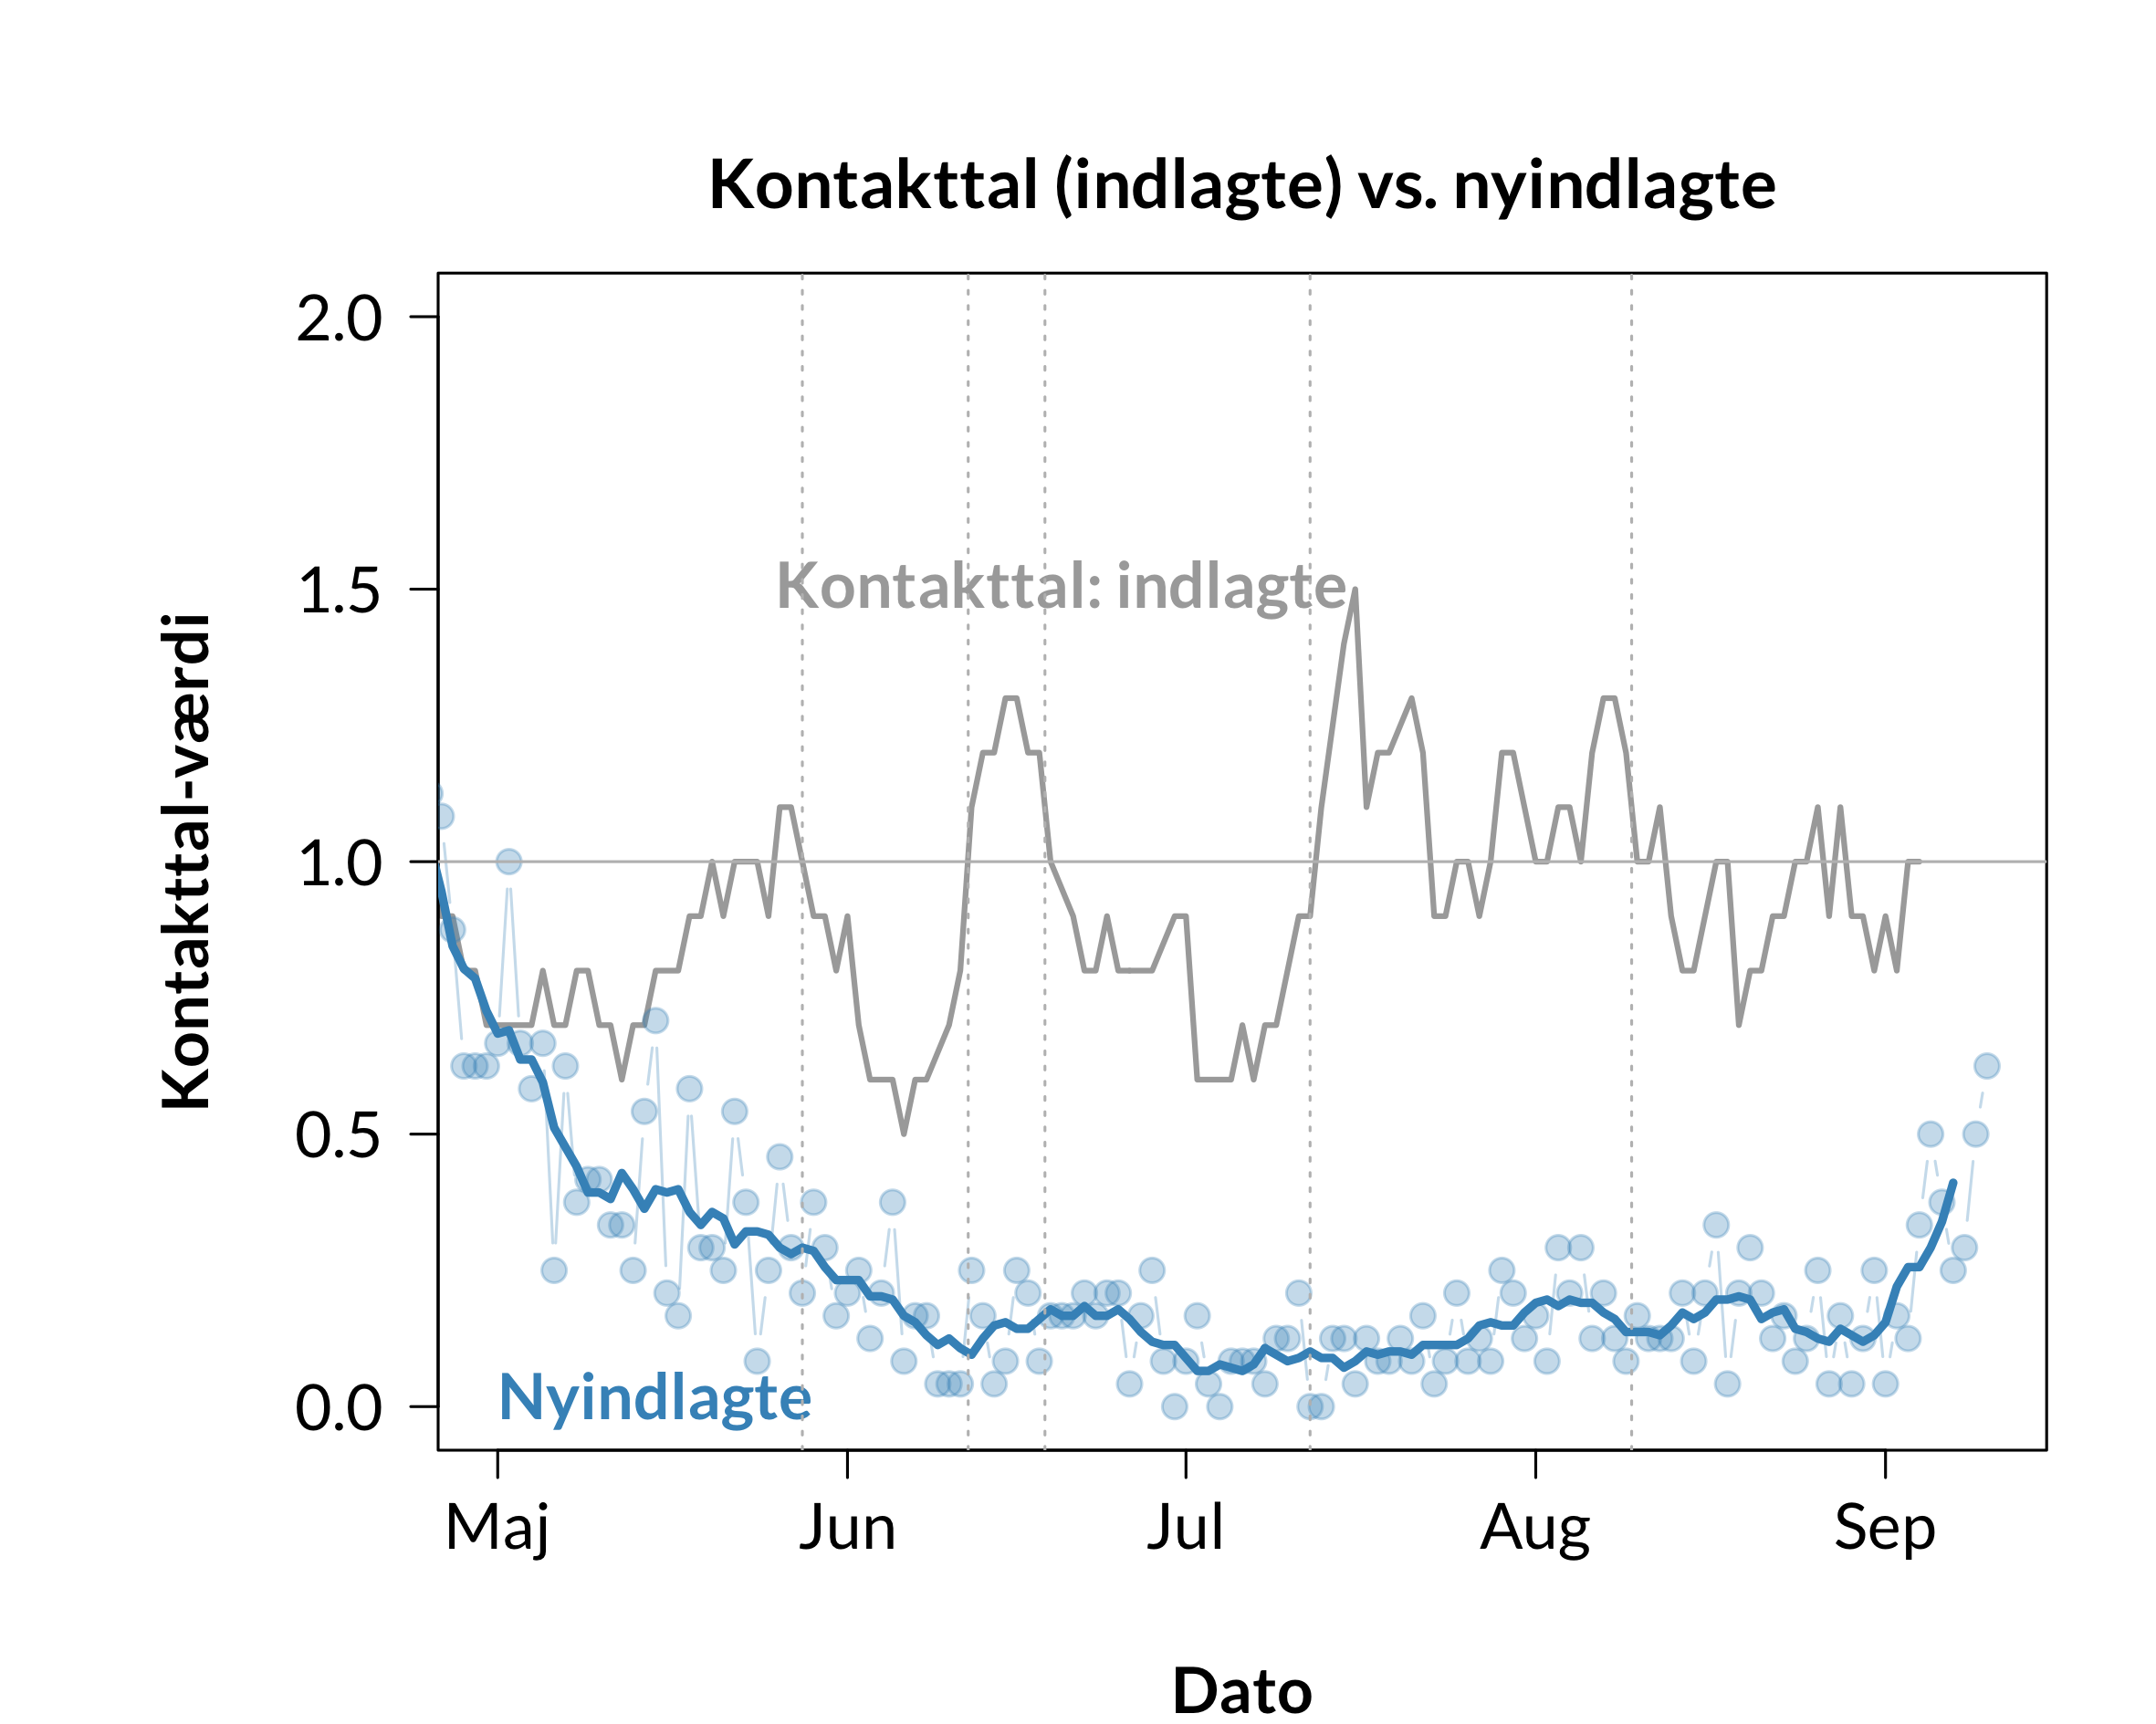 Kontakttal (indlagte) vs. nyindlagte
Kontakttal-værdi
2.0
1.5
1.0
0.5
0.0
Kontakttal: indlagte
Nyindlagte
Maj Jun Jul Aug Sep
Dato